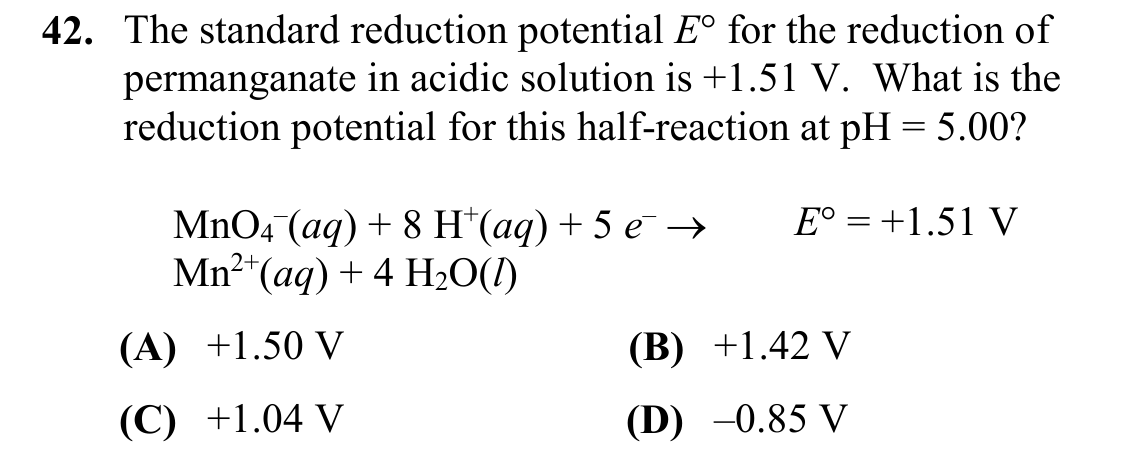 42. The standard reduction potential E° for the reduction of
permanganate in acidic solution is +1.51 V. What is the
reduction potential for this half-reaction at pH = 5.00?
MnO₄⁻(aq) + 8 H⁺(aq) + 5 e⁻ → E° = +1.51 V
Mn²⁺(aq) + 4 H₂O(l)
(A) +1.50 V (B) +1.42 V
(C) +1.04 V (D) –0.85 V